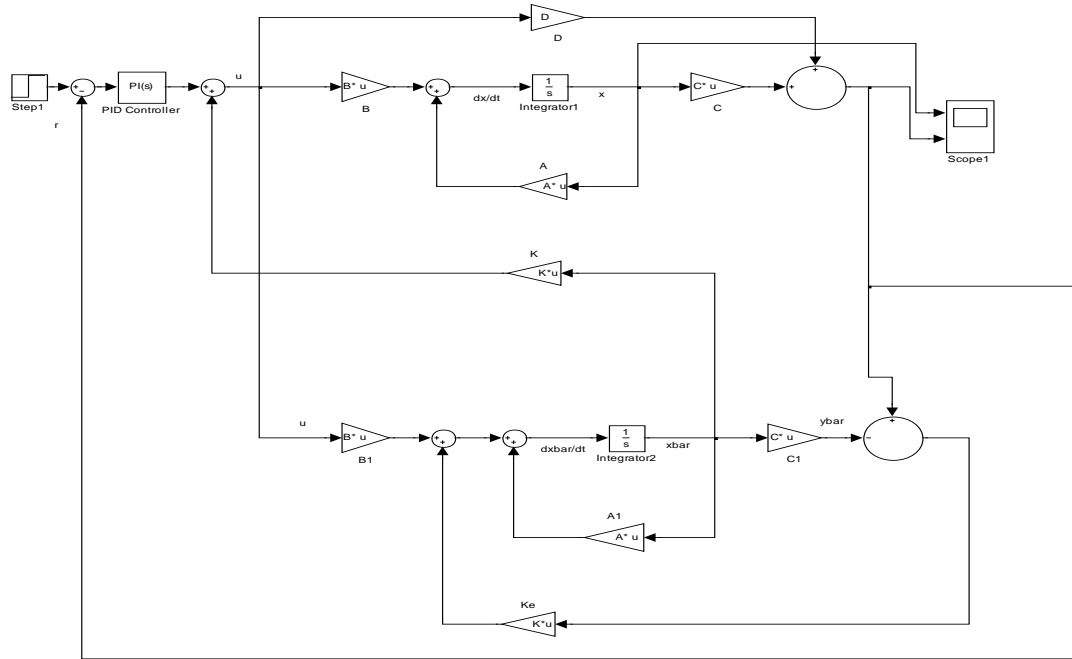 D
D
Step1
+
−
PI(s)
PID Controller
+
+
u
B* u
B
+
+
dx/dt
1
s
Integrator1
x
C* u
C
+
+
Scope1
r
A
A* u
K
K*u
u
B* u
B1
+
+
+
+
dxbar/dt
1
s
Integrator2
xbar
C* u
C1
ybar
+
−
A1
A* u
Ke
K*u